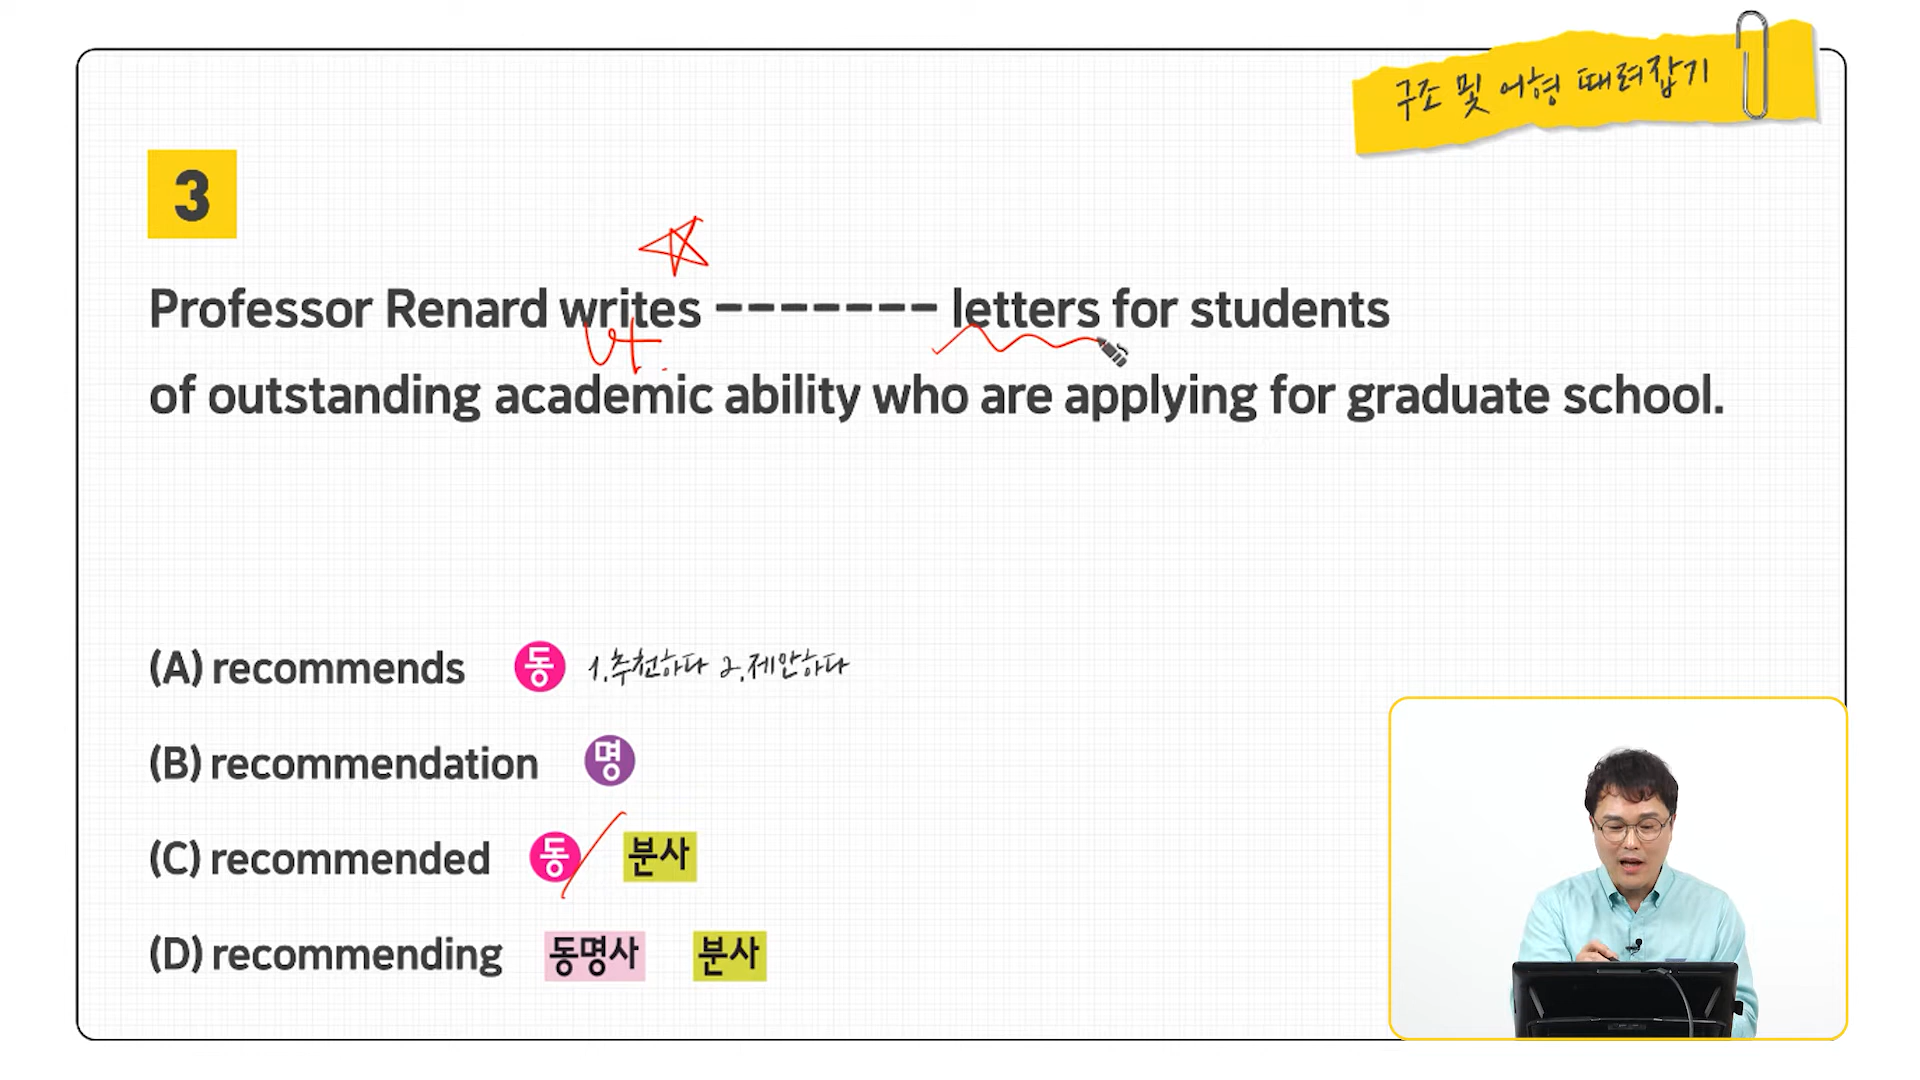 구조 및 어형 때려잡기
3
Professor Renard writes ------- letters for students
vt.
of outstanding academic ability who are applying for graduate school.
(A) recommends 동 1.추천하다 2.제안하다
(B) recommendation 명
(C) recommended 동 분사
(D) recommending 동명사 분사